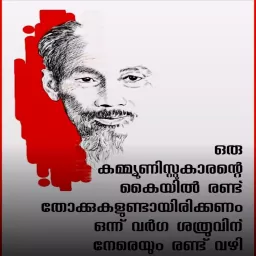 ഒരു
കമ്മ്യൂണിസ്റ്റുകാരന്റെ
കൈയിൽ രണ്ട്
തോക്കുകളുണ്ടായിരിക്കണം
ഒന്ന് വർഗ ശത്രുവിന്
നേരെയും രണ്ട് വഴി